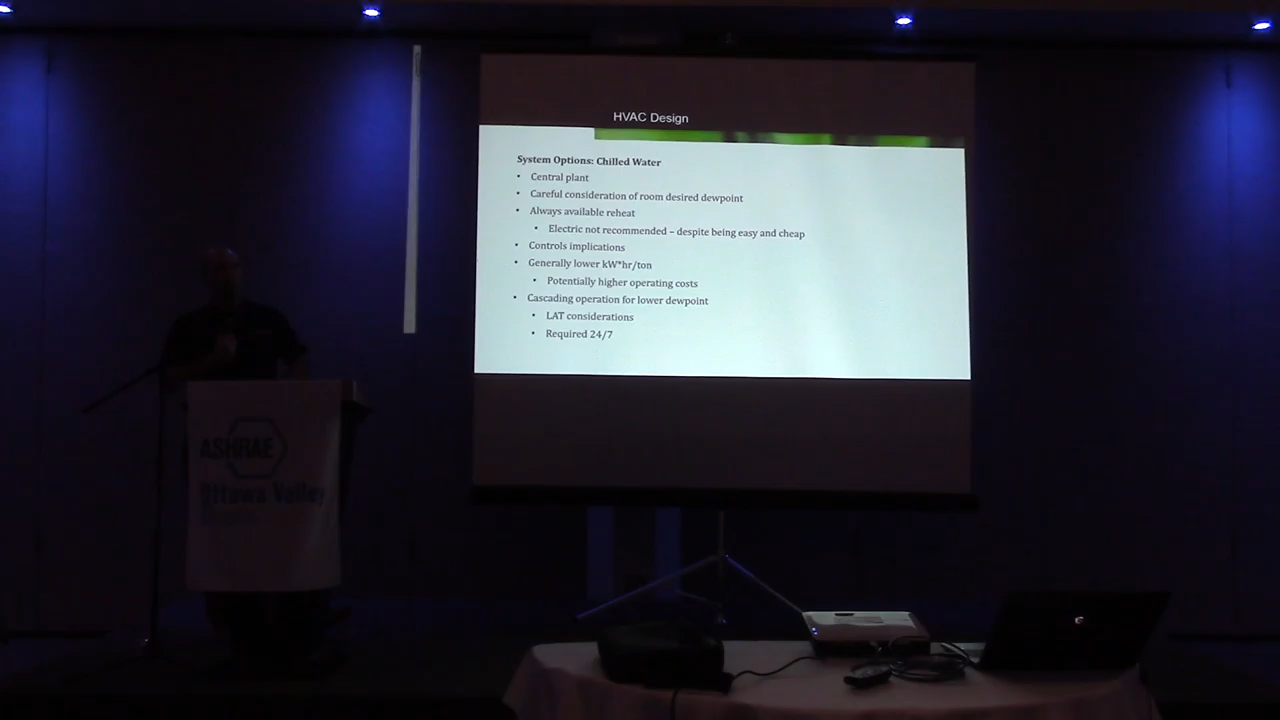 HVAC Design
System Options: Chilled Water
• Central plant
• Careful consideration of room desired dewpoint
• Always available reheat
• Electric not recommended – despite being easy and cheap
• Controls implications
• Generally lower kW*hr/ton
• Potentially higher operating costs
• Cascading operation for lower dewpoint
• LAT considerations
• Required 24/7
ASHRAE
Ottawa Valley